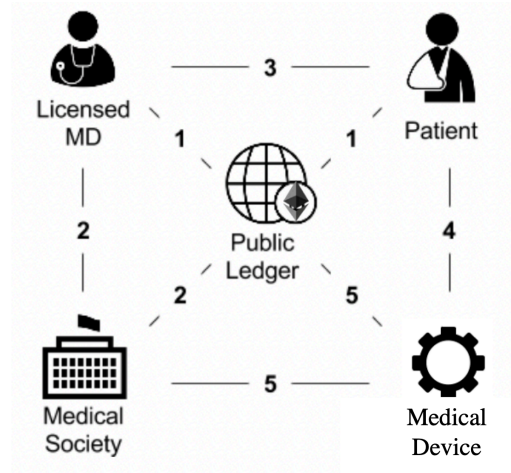 3
Licensed
MD
Patient
1
1
2
Public
Ledger
4
2
5
5
Medical
Society
Medical
Device